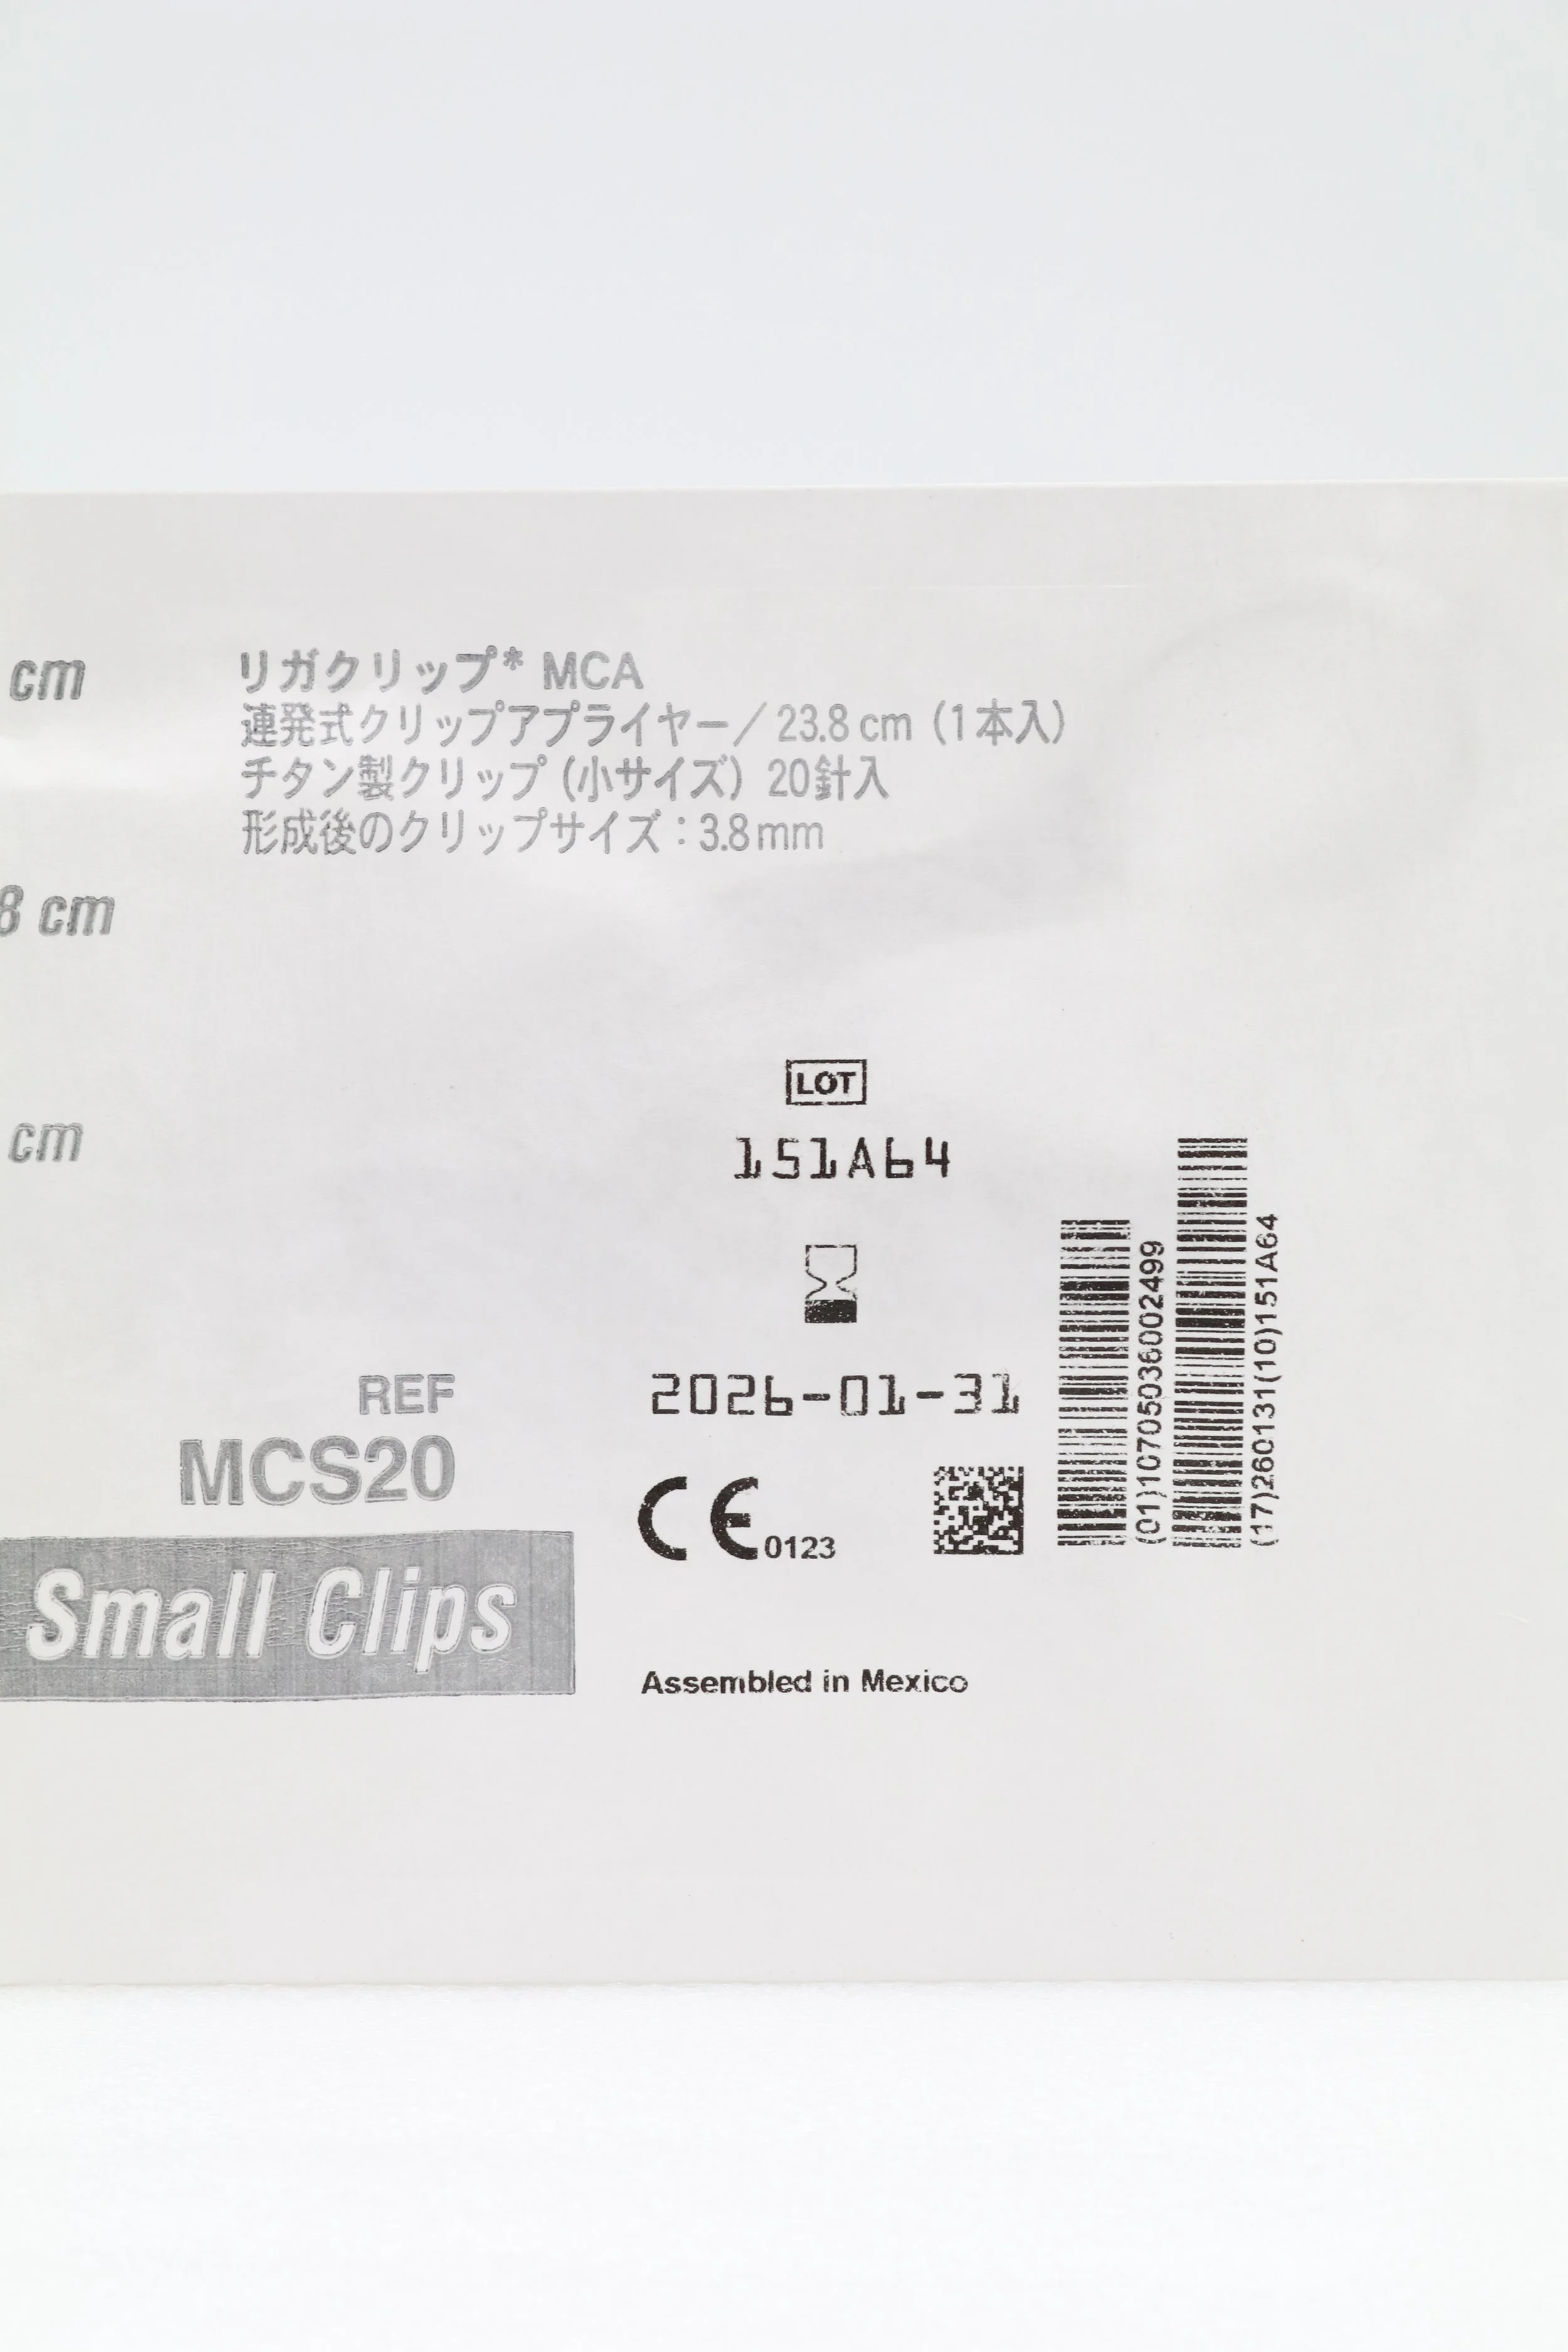 cm
リガクリップ* MCA
連発式クリップアプライヤー／23.8 cm（1本入）
チタン製クリップ（小サイズ）20針入
形成後のクリップサイズ：3.8mm
8 cm
cm
LOT
151A64
2026-01-31
REF
MCS20
Small Clips
CE 0123
(01)10705036002499
(17)260131(10)151A64
Assembled in Mexico